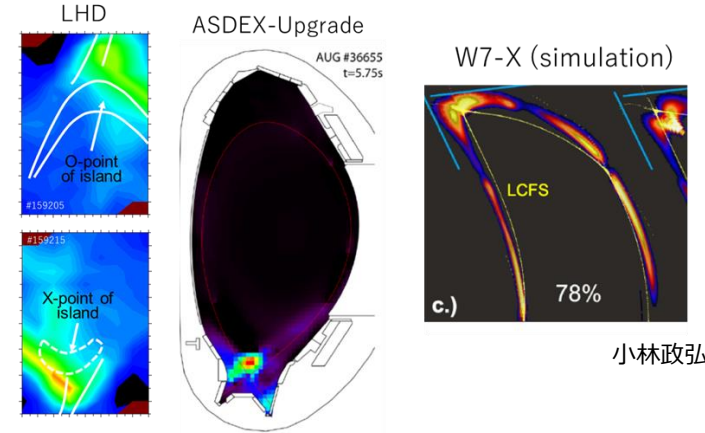 LHD
O-point
of island
#159205
#159215
X-point of
island
ASDEX-Upgrade
AUG #36655
t=5.75s
W7-X (simulation)
LCFS
c.)
78%
小林政弘